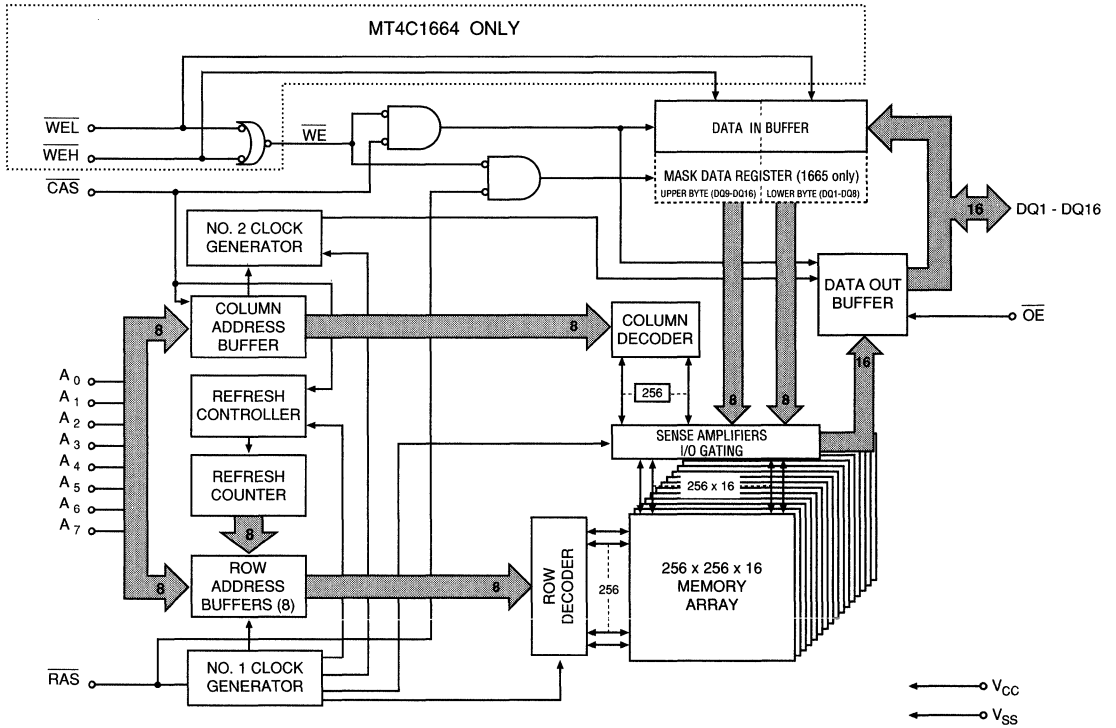 MT4C1664 ONLY
WEL
WEH
CAS
WE
DATA IN BUFFER
MASK DATA REGISTER (1665 only)
UPPER BYTE (DQ9-DQ16) LOWER BYTE (DQ1-DQ8)
16
DQ1 - DQ16
NO. 2 CLOCK
GENERATOR
DATA OUT
BUFFER
OE
8
COLUMN
ADDRESS
BUFFER
8
COLUMN
DECODER
16
A0
A1
A2
A3
A4
A5
A6
A7
REFRESH
CONTROLLER
256
8
8
SENSE AMPLIFIERS
I/O GATING
REFRESH
COUNTER
256 x 16
8
8
ROW
ADDRESS
BUFFERS (8)
8
ROW
DECODER
256
256 x 256 x 16
MEMORY
ARRAY
RAS
NO. 1 CLOCK
GENERATOR
VCC
VSS